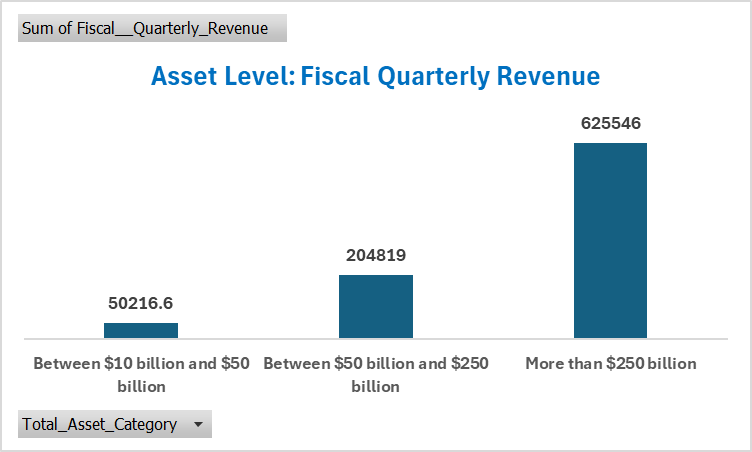 Sum of Fiscal__Quarterly_Revenue
Asset Level: Fiscal Quarterly Revenue
625546
204819
50216.6
Between $10 billion and $50
billion
Between $50 billion and $250
billion
More than $250 billion
Total_Asset_Category